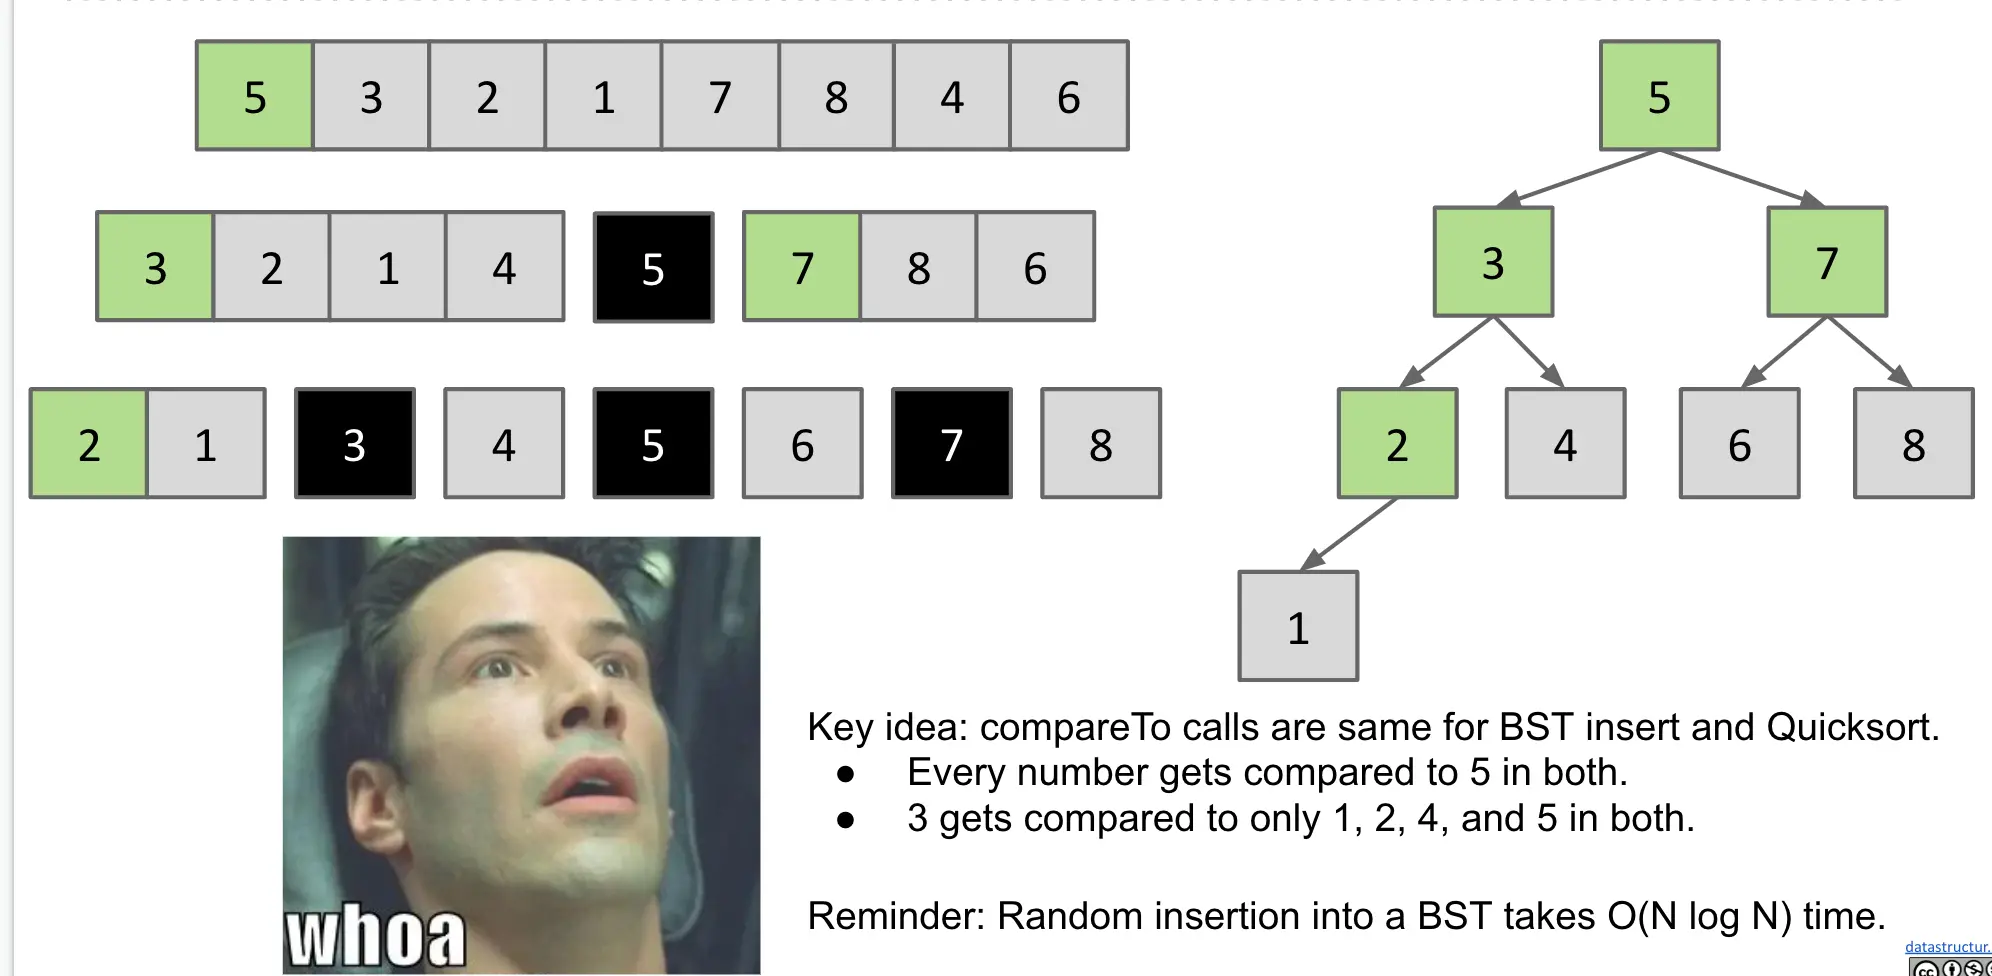 5 3 2 1 7 8 4 6
3 2 1 4 5 7 8 6
2 1 3 4 5 6 7 8
5
3 7
2 4 6 8
1
whoa
Key idea: compareTo calls are same for BST insert and Quicksort.
● Every number gets compared to 5 in both.
● 3 gets compared to only 1, 2, 4, and 5 in both.
Reminder: Random insertion into a BST takes O(N log N) time.
datastructur.
cc